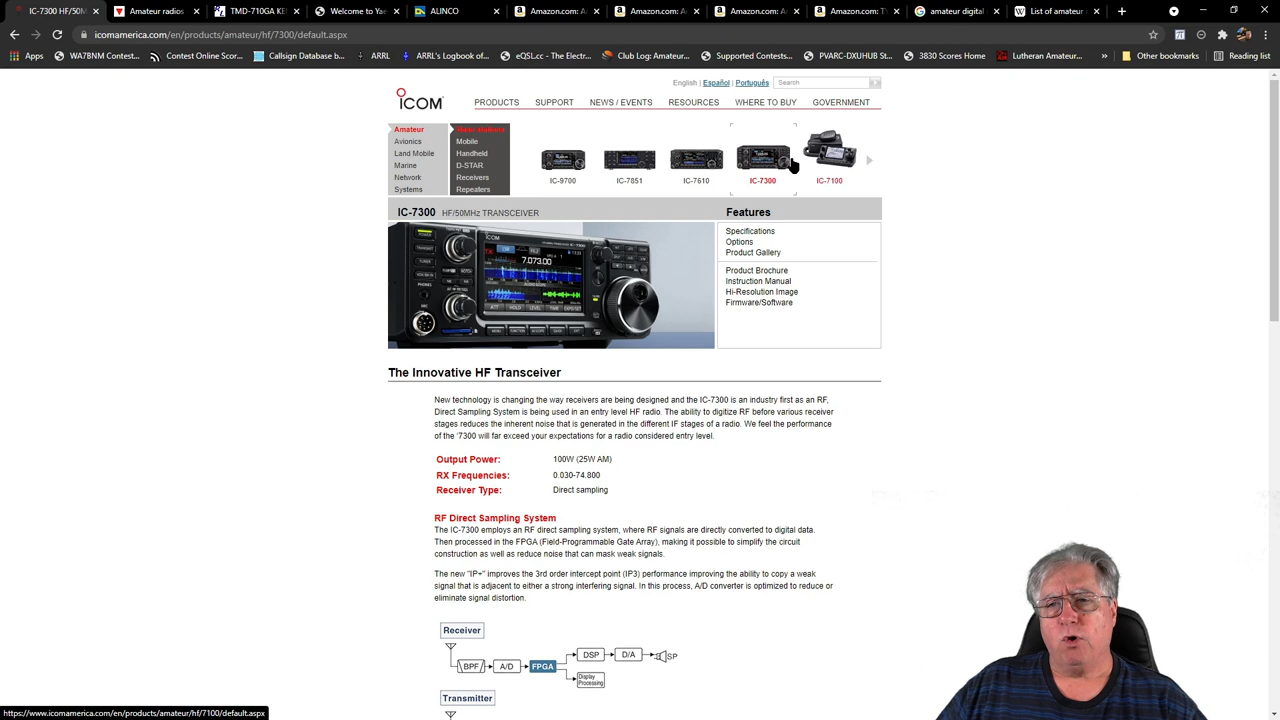 IC-7300 HF/50M
Amateur radios
TMD-710GA KE
Welcome to Yae
ALINCO
Amazon.com: A
Amazon.com: A
Amazon.com: A
Amazon.com: TV
amateur digital
List of amateur
icomamerica.com/en/products/amateur/hf/7300/default.aspx
Apps
WA7BNM Contest...
Contest Online Scor...
Callsign Database b...
ARRL
ARRL's Logbook of...
eQSL.cc - The Electr...
Club Log: Amateur...
Supported Contests...
PVARC-DXUHUB St...
3830 Scores Home
Lutheran Amateur...
Other bookmarks
Reading list
English | Español | Português
Search
ICOM
PRODUCTS SUPPORT NEWS / EVENTS RESOURCES WHERE TO BUY GOVERNMENT
Amateur
Avionics
Land Mobile
Marine
Network
Systems
Mobile
Handheld
D-STAR
Receivers
Repeaters
IC-9700 IC-7851 IC-7610 IC-7300 IC-7100
IC-7300 HF/50MHz TRANSCEIVER
Features
Specifications
Options
Product Gallery
Product Brochure
Instruction Manual
Hi-Resolution Image
Firmware/Software
ICOM
7.073.00
The Innovative HF Transceiver
New technology is changing the way receivers are being designed and the IC-7300 is an industry first as an RF,
Direct Sampling System is being used in an entry level HF radio. The ability to digitize RF before various receiver
stages reduces the inherent noise that is generated in the different IF stages of a radio. We feel the performance
of the '7300 will far exceed your expectations for a radio considered entry level.
Output Power: 100W (25W AM)
RX Frequencies: 0.030-74.800
Receiver Type: Direct sampling
RF Direct Sampling System
The IC-7300 employs an RF direct sampling system, where RF signals are directly converted to digital data.
Then processed in the FPGA (Field-Programmable Gate Array), making it possible to simplify the circuit
construction as well as reduce noise that can mask weak signals.
The new "IP+" improves the 3rd order intercept point (IP3) performance improving the ability to copy a weak
signal that is adjacent to either a strong interfering signal. In this process, A/D converter is optimized to reduce or
eliminate signal distortion.
Receiver
BPF A/D FPGA DSP D/A SP
Display
Processing
Transmitter
https://www.icomamerica.com/en/products/amateur/hf/7100/default.aspx